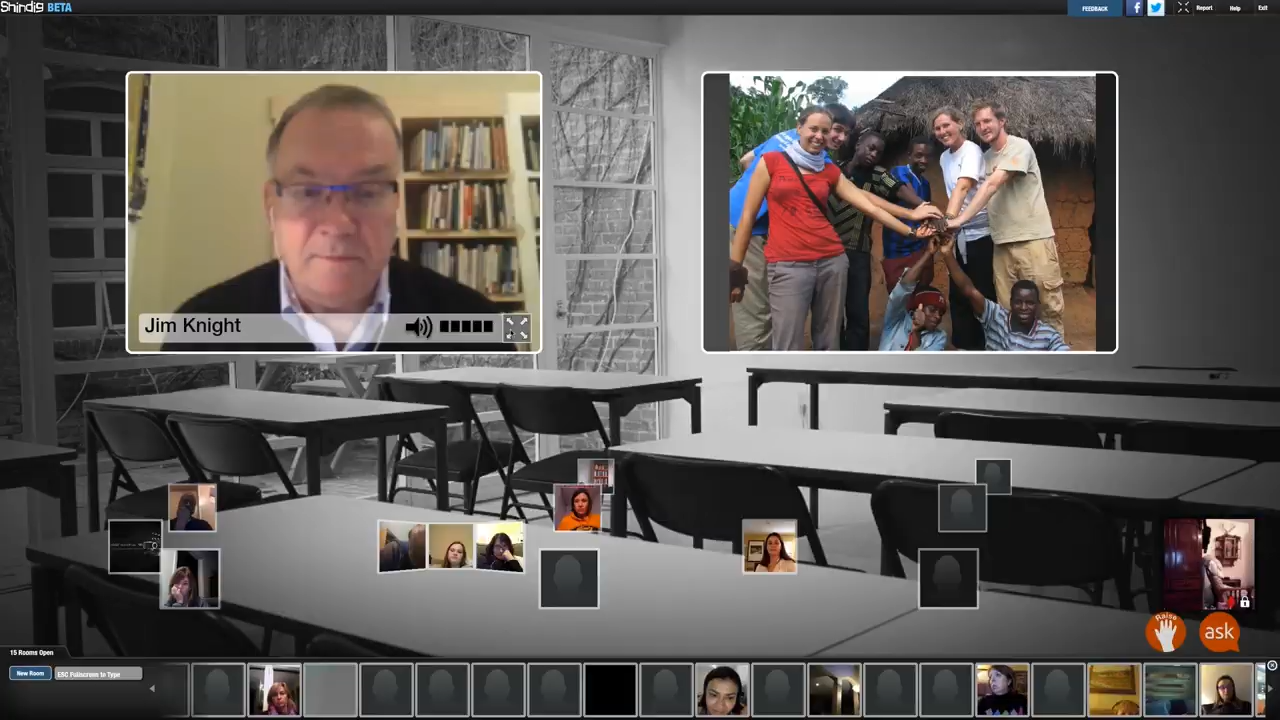 Shindig BETA
FEEDBACK
f
Report
Help
Exit
Jim Knight
Raise
ask
15 Rooms Open
New Room
ESC Fullscreen to Type